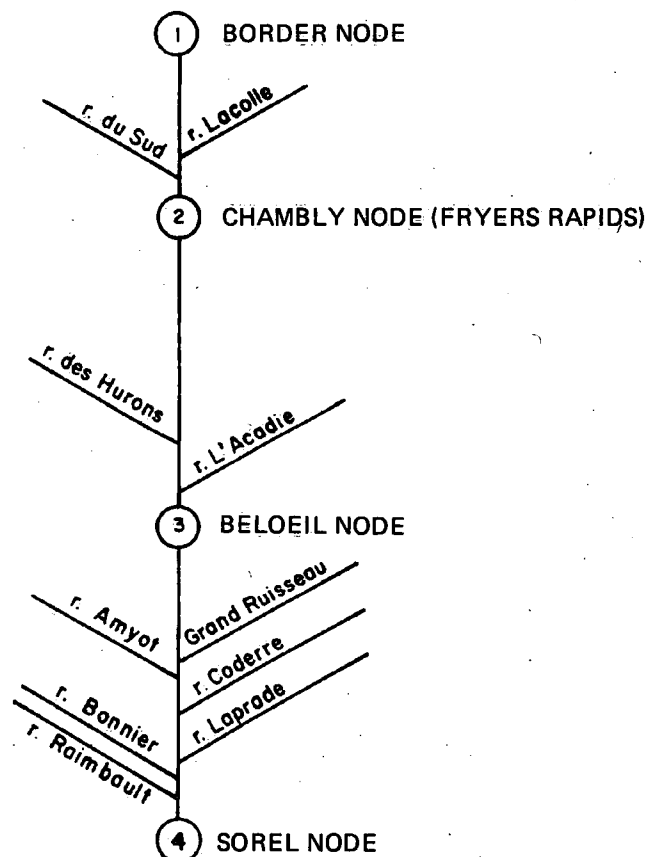 1 BORDER NODE
r. du Sud
r. Lacolle
2 CHAMBLY NODE (FRYERS RAPIDS)
r. des Hurons
r. L'Acadie
3 BELOEIL NODE
Grand Ruisseau
r. Amyot
r. Coderre
r. Laprade
r. Bonnier
r. Raimbault
4 SOREL NODE